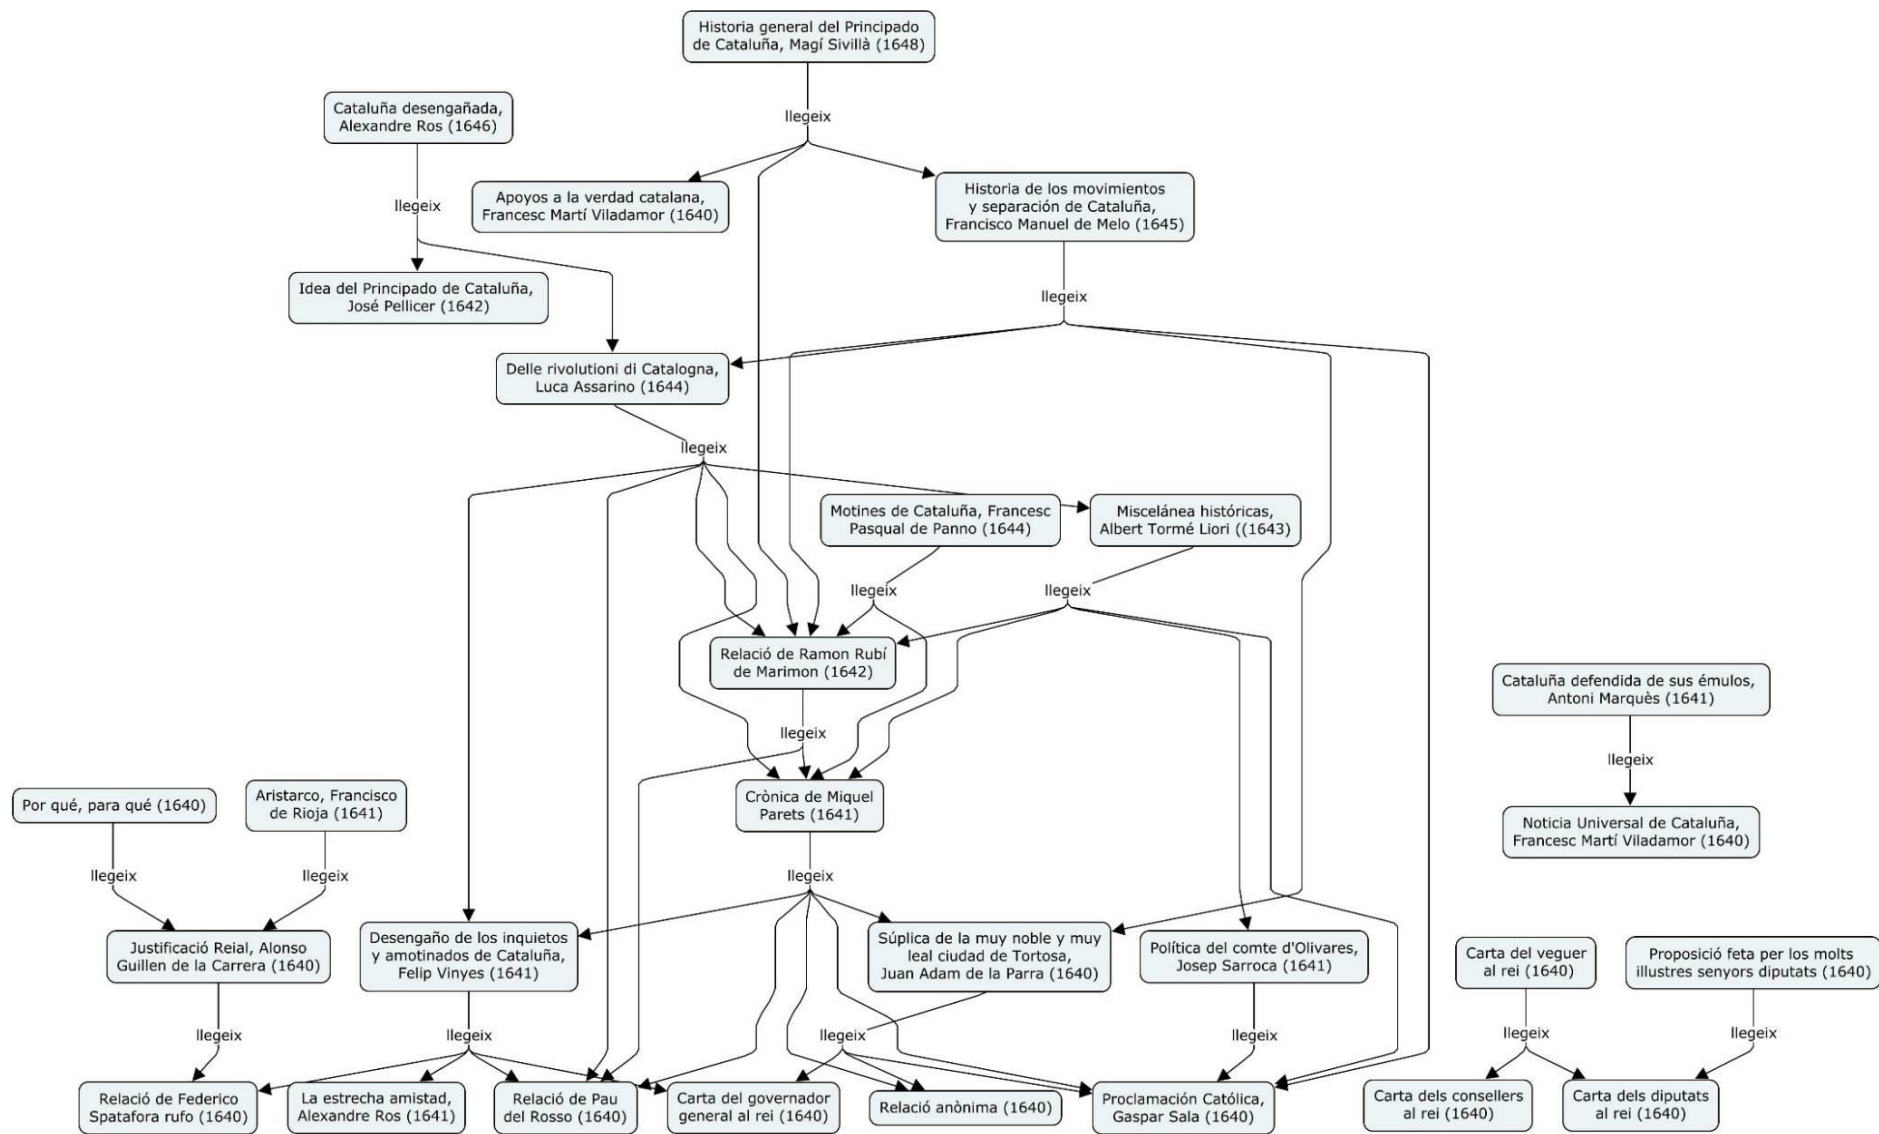 Historia general del Principado
de Cataluña, Magí Sivillà (1648)
llegeix
Cataluña desengañada,
Alexandre Ros (1646)
llegeix
Apoyos a la verdad catalana,
Francesc Martí Viladamor (1640)
Historia de los movimientos
y separación de Cataluña,
Francisco Manuel de Melo (1645)
Idea del Principado de Cataluña,
José Pellicer (1642)
llegeix
Delle rivolutioni di Catalogna,
Luca Assarino (1644)
llegeix
Motines de Cataluña, Francesc
Pasqual de Panno (1644)
Miscelánea históricas,
Albert Tormé Liori ((1643)
llegeix
llegeix
Relació de Ramon Rubí
de Marimon (1642)
llegeix
Cataluña defendida de sus émulos,
Antoni Marquès (1641)
llegeix
Por qué, para qué (1640)
Aristarco, Francisco
de Rioja (1641)
Crònica de Miquel
Parets (1641)
Noticia Universal de Cataluña,
Francesc Martí Viladamor (1640)
llegeix
llegeix
llegeix
Justificació Reial, Alonso
Guillen de la Carrera (1640)
Desengaño de los inquietos
y amotinados de Cataluña,
Felip Vinyes (1641)
Súplica de la muy noble y muy
leal ciudad de Tortosa,
Juan Adam de la Parra (1640)
Política del comte d'Olivares,
Josep Sarroca (1641)
Carta del veguer
al rei (1640)
Proposició feta per los molts
illustres senyors diputats (1640)
llegeix
llegeix
llegeix
llegeix
llegeix
llegeix
Relació de Federico
Spatafora rufo (1640)
La estrecha amistad,
Alexandre Ros (1641)
Relació de Pau
del Rosso (1640)
Carta del governador
general al rei (1640)
Relació anònima (1640)
Proclamación Católica,
Gaspar Sala (1640)
Carta dels consellers
al rei (1640)
Carta dels diputats
al rei (1640)